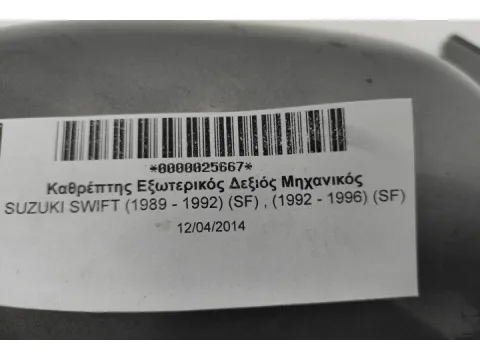 *0000025667*
Καθρέπτης Εξωτερικός Δεξιός Μηχανικός
SUZUKI SWIFT (1989 - 1992) (SF) , (1992 - 1996) (SF)
12/04/2014